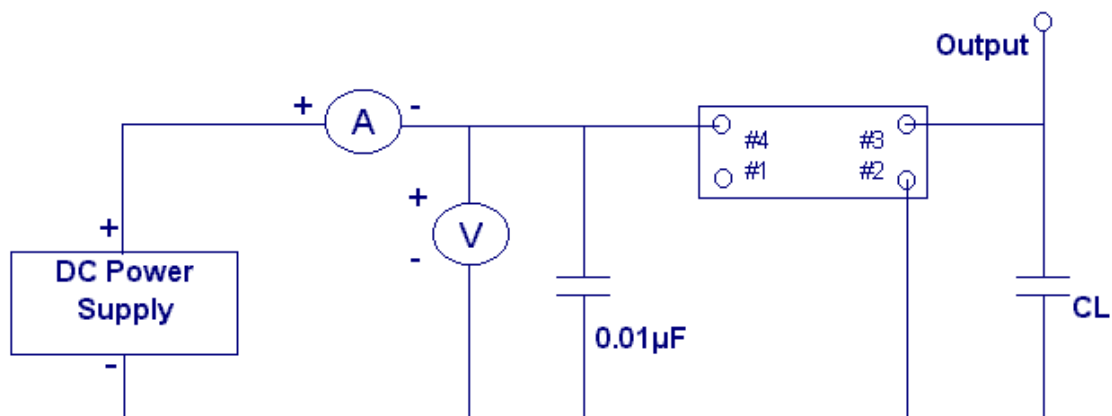 Output
+
A
-
#4
#3
#1
#2
+
V
-
+
DC Power
Supply
-
0.01µF
CL